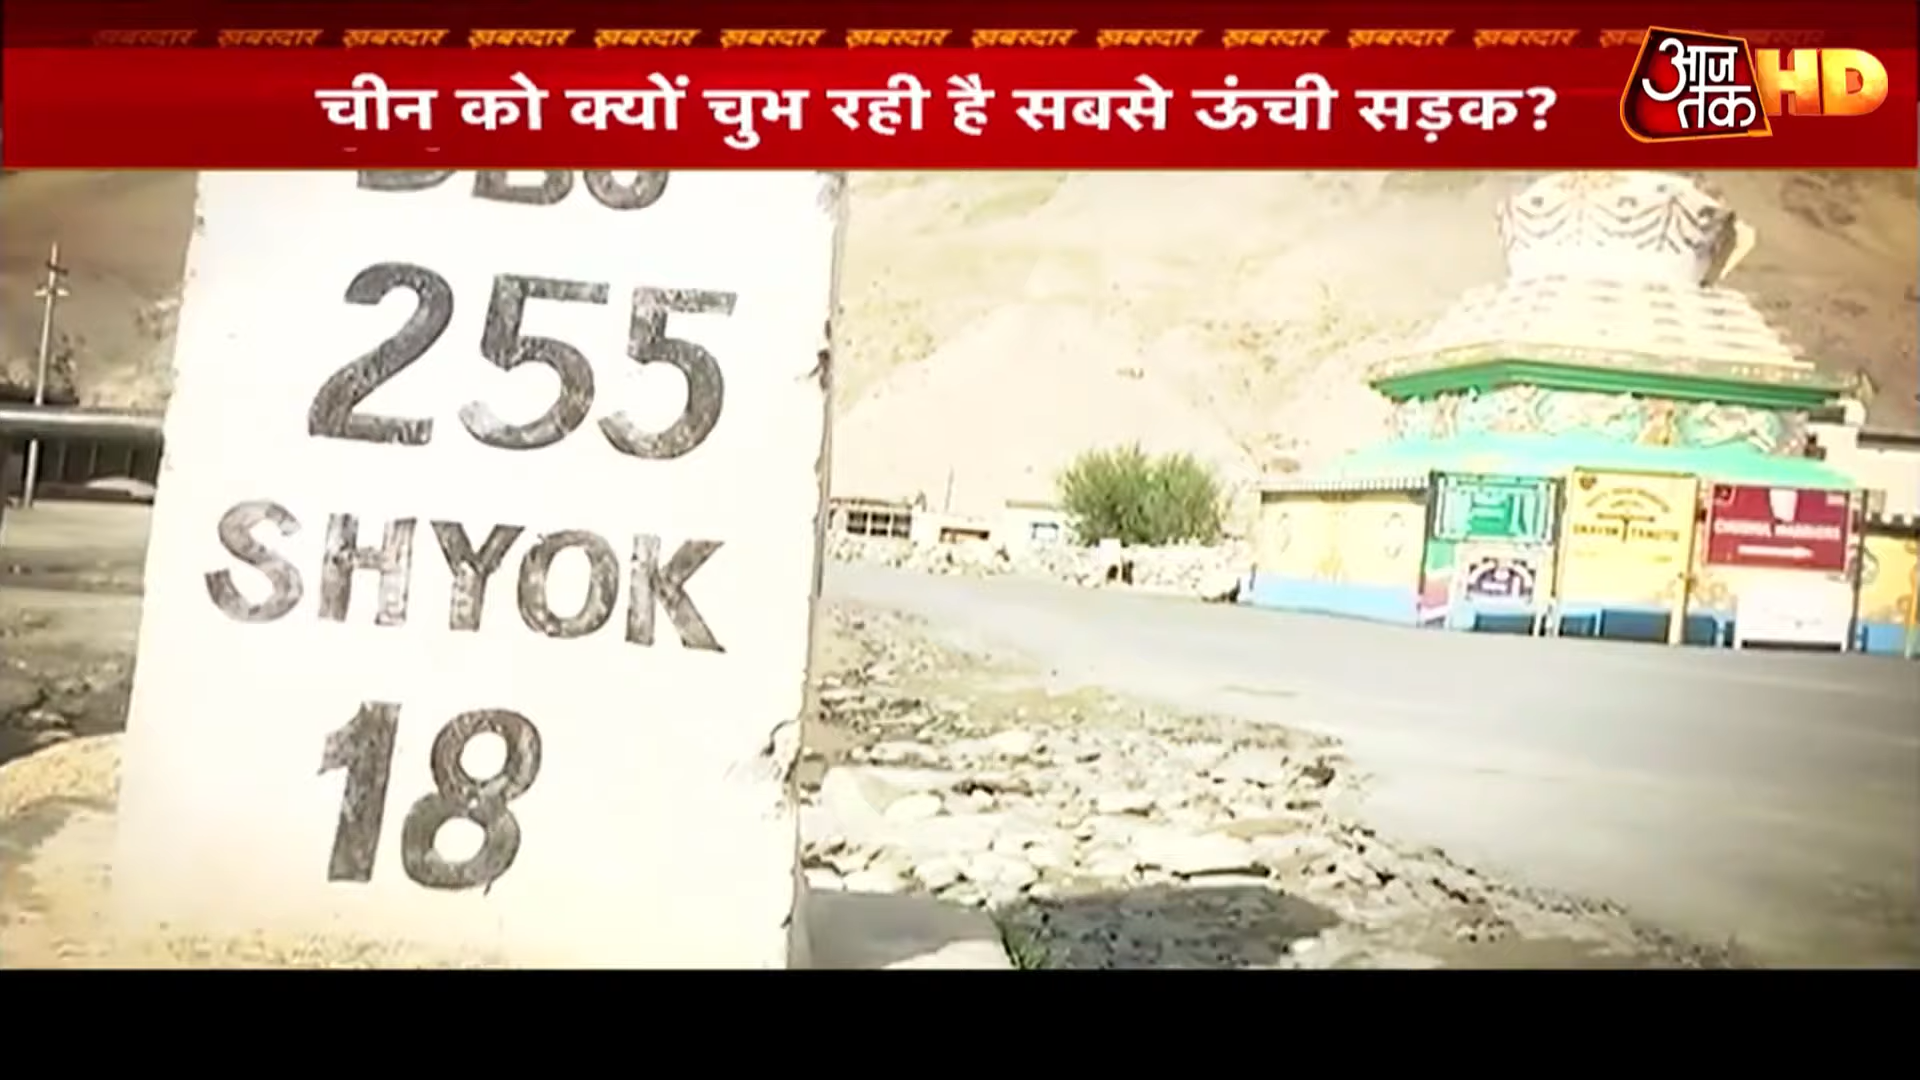 ख़बरदार ख़बरदार ख़बरदार ख़बरदार ख़बरदार ख़बरदार ख़बरदार ख़बरदार ख़बरदार ख़बरदार ख़बरदार ख़बरदार
चीन को क्यों चुभ रही है सबसे ऊंची सड़क?
आज तक HD
DBO
255
SHYOK
18